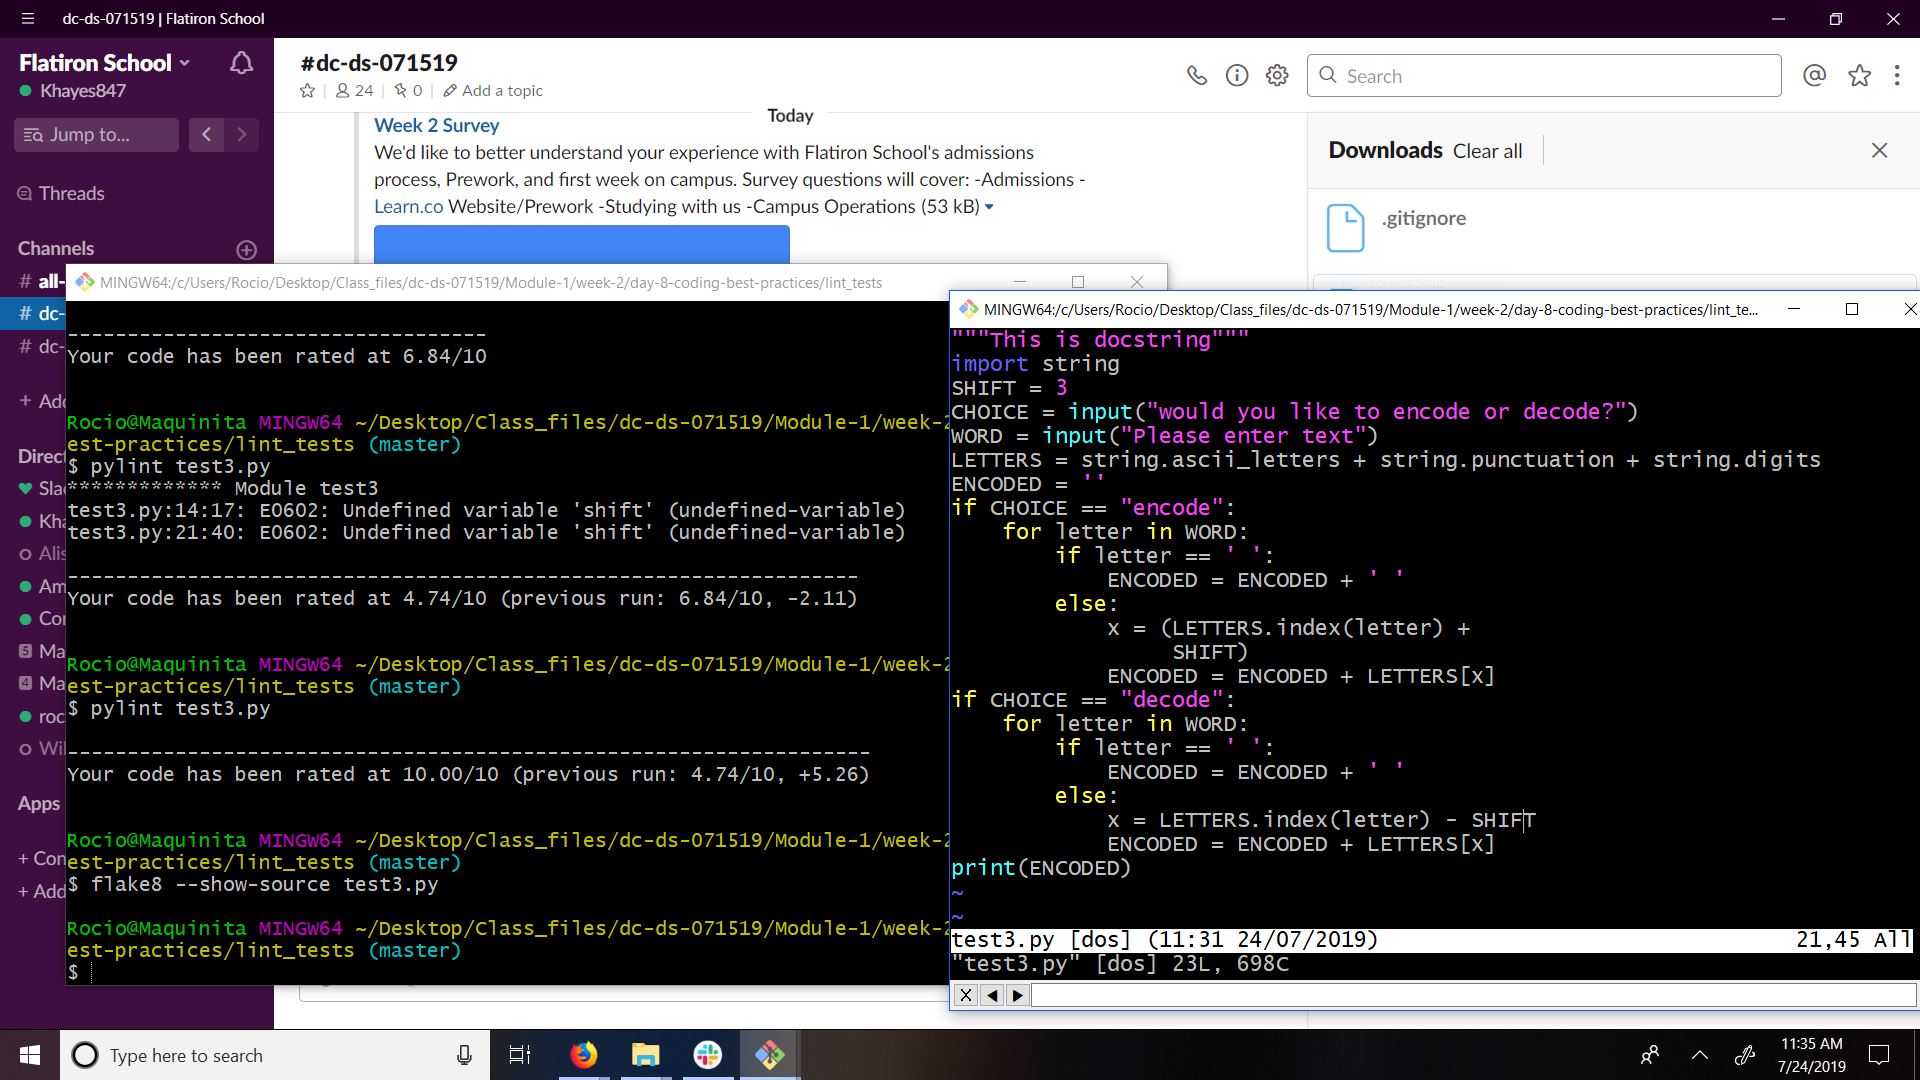 dc-ds-071519 | Flatiron School
Flatiron School
Khayes847
Jump to...
Threads
Channels
# all-
# dc-
# dc-
+ Add
Direct
Sla
Kha
Alis
Am
Cor
5 Ma
4 Ma
roc
Wil
Apps
+ Con
+ Add
#dc-ds-071519
24
0
Add a topic
Search
Today
Week 2 Survey
We'd like to better understand your experience with Flatiron School's admissions
process, Prework, and first week on campus. Survey questions will cover: -Admissions -
Learn.co Website/Prework -Studying with us -Campus Operations (53 kB)
Downloads Clear all
.gitignore
MINGW64:/c/Users/Rocio/Desktop/Class_files/dc-ds-071519/Module-1/week-2/day-8-coding-best-practices/lint_tests
-----------------------------------
Your code has been rated at 6.84/10
Rocio@Maquinita MINGW64 ~/Desktop/Class_files/dc-ds-071519/Module-1/week-2
est-practices/lint_tests (master)
$ pylint test3.py
************* Module test3
test3.py:14:17: E0602: Undefined variable 'shift' (undefined-variable)
test3.py:21:40: E0602: Undefined variable 'shift' (undefined-variable)
------------------------------------------------------------------
Your code has been rated at 4.74/10 (previous run: 6.84/10, -2.11)
Rocio@Maquinita MINGW64 ~/Desktop/Class_files/dc-ds-071519/Module-1/week-2
est-practices/lint_tests (master)
$ pylint test3.py
-------------------------------------------------------------------
Your code has been rated at 10.00/10 (previous run: 4.74/10, +5.26)
Rocio@Maquinita MINGW64 ~/Desktop/Class_files/dc-ds-071519/Module-1/week-2
est-practices/lint_tests (master)
$ flake8 --show-source test3.py
Rocio@Maquinita MINGW64 ~/Desktop/Class_files/dc-ds-071519/Module-1/week-2
est-practices/lint_tests (master)
$
MINGW64:/c/Users/Rocio/Desktop/Class_files/dc-ds-071519/Module-1/week-2/day-8-coding-best-practices/lint_te...
"""This is docstring"""
import string
SHIFT = 3
CHOICE = input("would you like to encode or decode?")
WORD = input("Please enter text")
LETTERS = string.ascii_letters + string.punctuation + string.digits
ENCODED = ''
if CHOICE == "encode":
    for letter in WORD:
        if letter == ' ':
            ENCODED = ENCODED + ' '
        else:
            x = (LETTERS.index(letter) +
                 SHIFT)
            ENCODED = ENCODED + LETTERS[x]
if CHOICE == "decode":
    for letter in WORD:
        if letter == ' ':
            ENCODED = ENCODED + ' '
        else:
            x = LETTERS.index(letter) - SHIFT
            ENCODED = ENCODED + LETTERS[x]
print(ENCODED)
~
~
test3.py [dos] (11:31 24/07/2019) 21,45 All
"test3.py" [dos] 23L, 698C
Type here to search
11:35 AM
7/24/2019